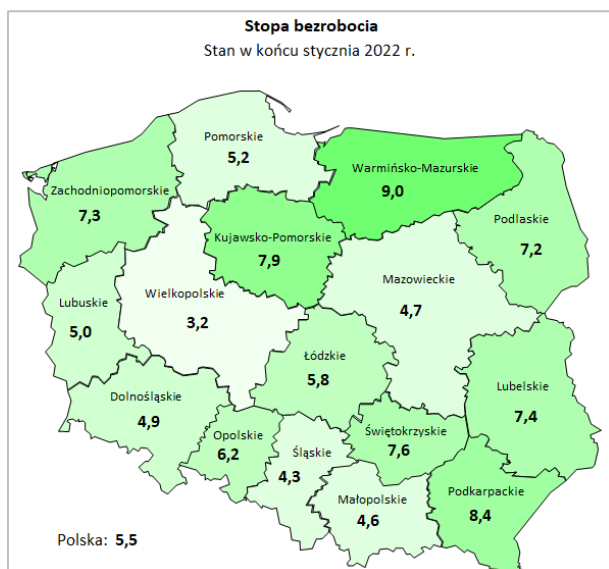 Stopa bezrobocia
Stan w końcu stycznia 2022 r.
Pomorskie
5,2
Warmińsko-Mazurskie
9,0
Zachodniopomorskie
7,3
Podlaskie
7,2
Kujawsko-Pomorskie
7,9
Mazowieckie
4,7
Wielkopolskie
3,2
Lubuskie
5,0
Łódzkie
5,8
Lubelskie
7,4
Dolnośląskie
4,9
Opolskie
6,2
Świętokrzyskie
7,6
Śląskie
4,3
Małopolskie
4,6
Podkarpackie
8,4
Polska: 5,5